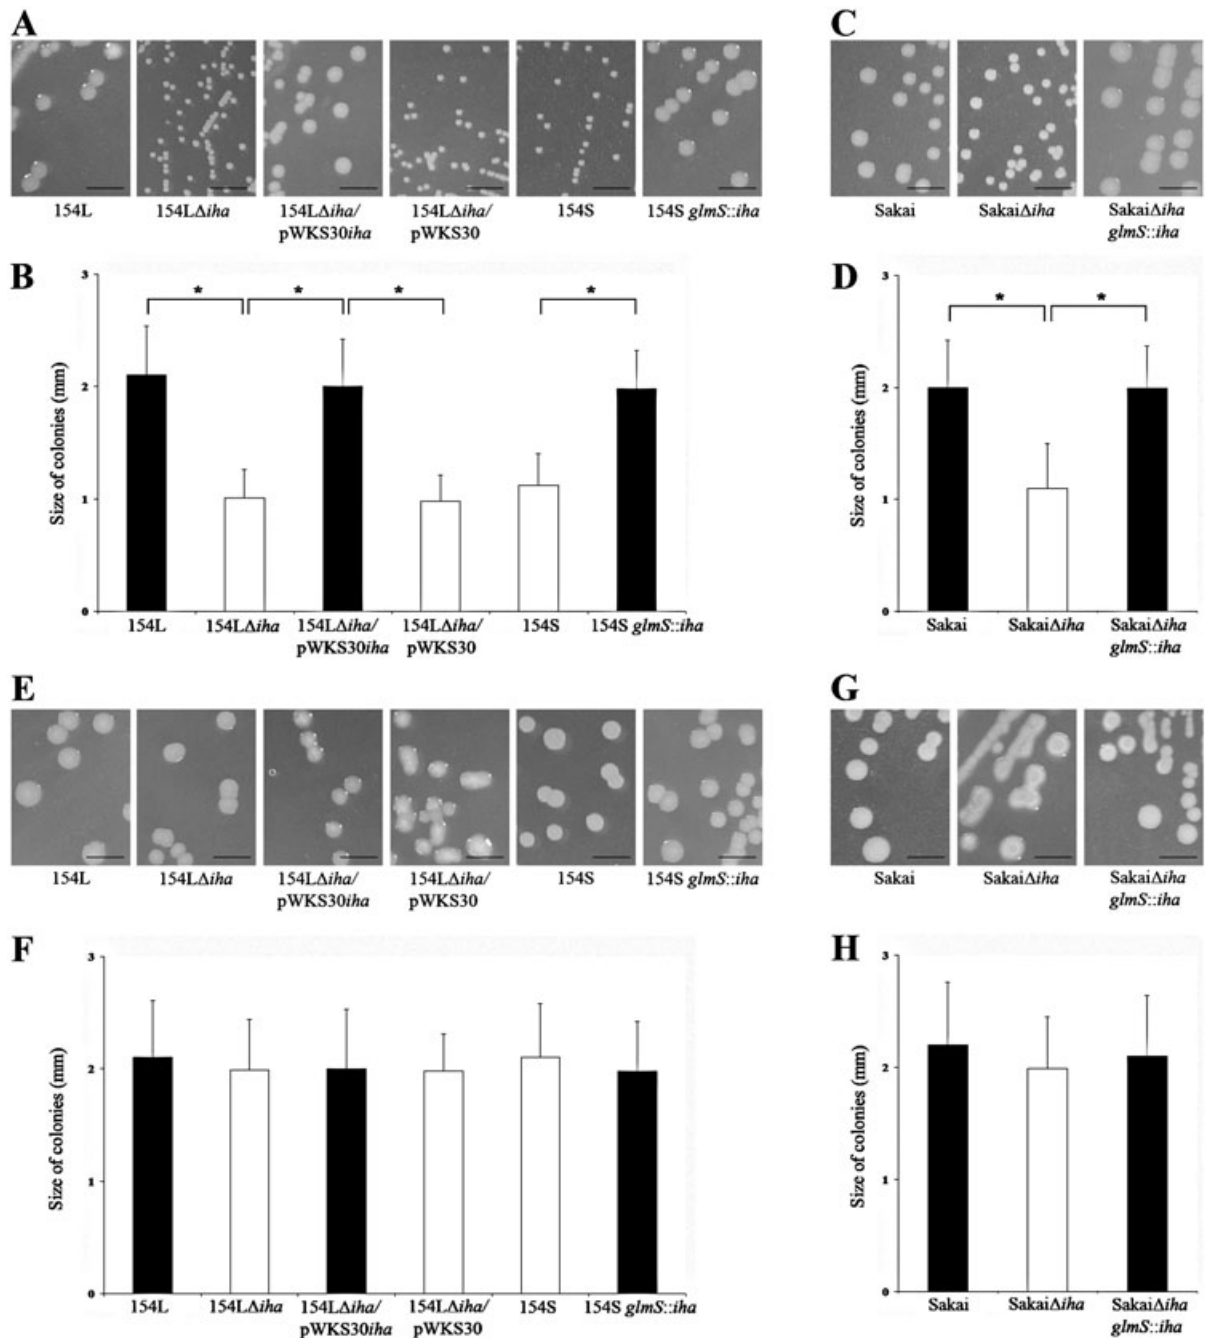 A
C
154L
154LΔiha
154LΔiha/
pWKS30iha
154LΔiha/
pWKS30
154S
154S glmS::iha
Sakai
SakaiΔiha
SakaiΔiha
glmS::iha
B
Size of colonies (mm)
3
2
1
0
*
*
*
*
154L
154LΔiha
154LΔiha/
pWKS30iha
154LΔiha/
pWKS30
154S
154S glmS::iha
D
Size of colonies (mm)
3
2
1
0
*
*
Sakai
SakaiΔiha
SakaiΔiha
glmS::iha
E
G
154L
154LΔiha
154LΔiha/
pWKS30iha
154LΔiha/
pWKS30
154S
154S glmS::iha
Sakai
SakaiΔiha
SakaiΔiha
glmS::iha
F
Size of colonies (mm)
3
2
1
0
154L
154LΔiha
154LΔiha/
pWKS30iha
154LΔiha/
pWKS30
154S
154S glmS::iha
H
Size of colonies (mm)
3
2
1
0
Sakai
SakaiΔiha
SakaiΔiha
glmS::iha